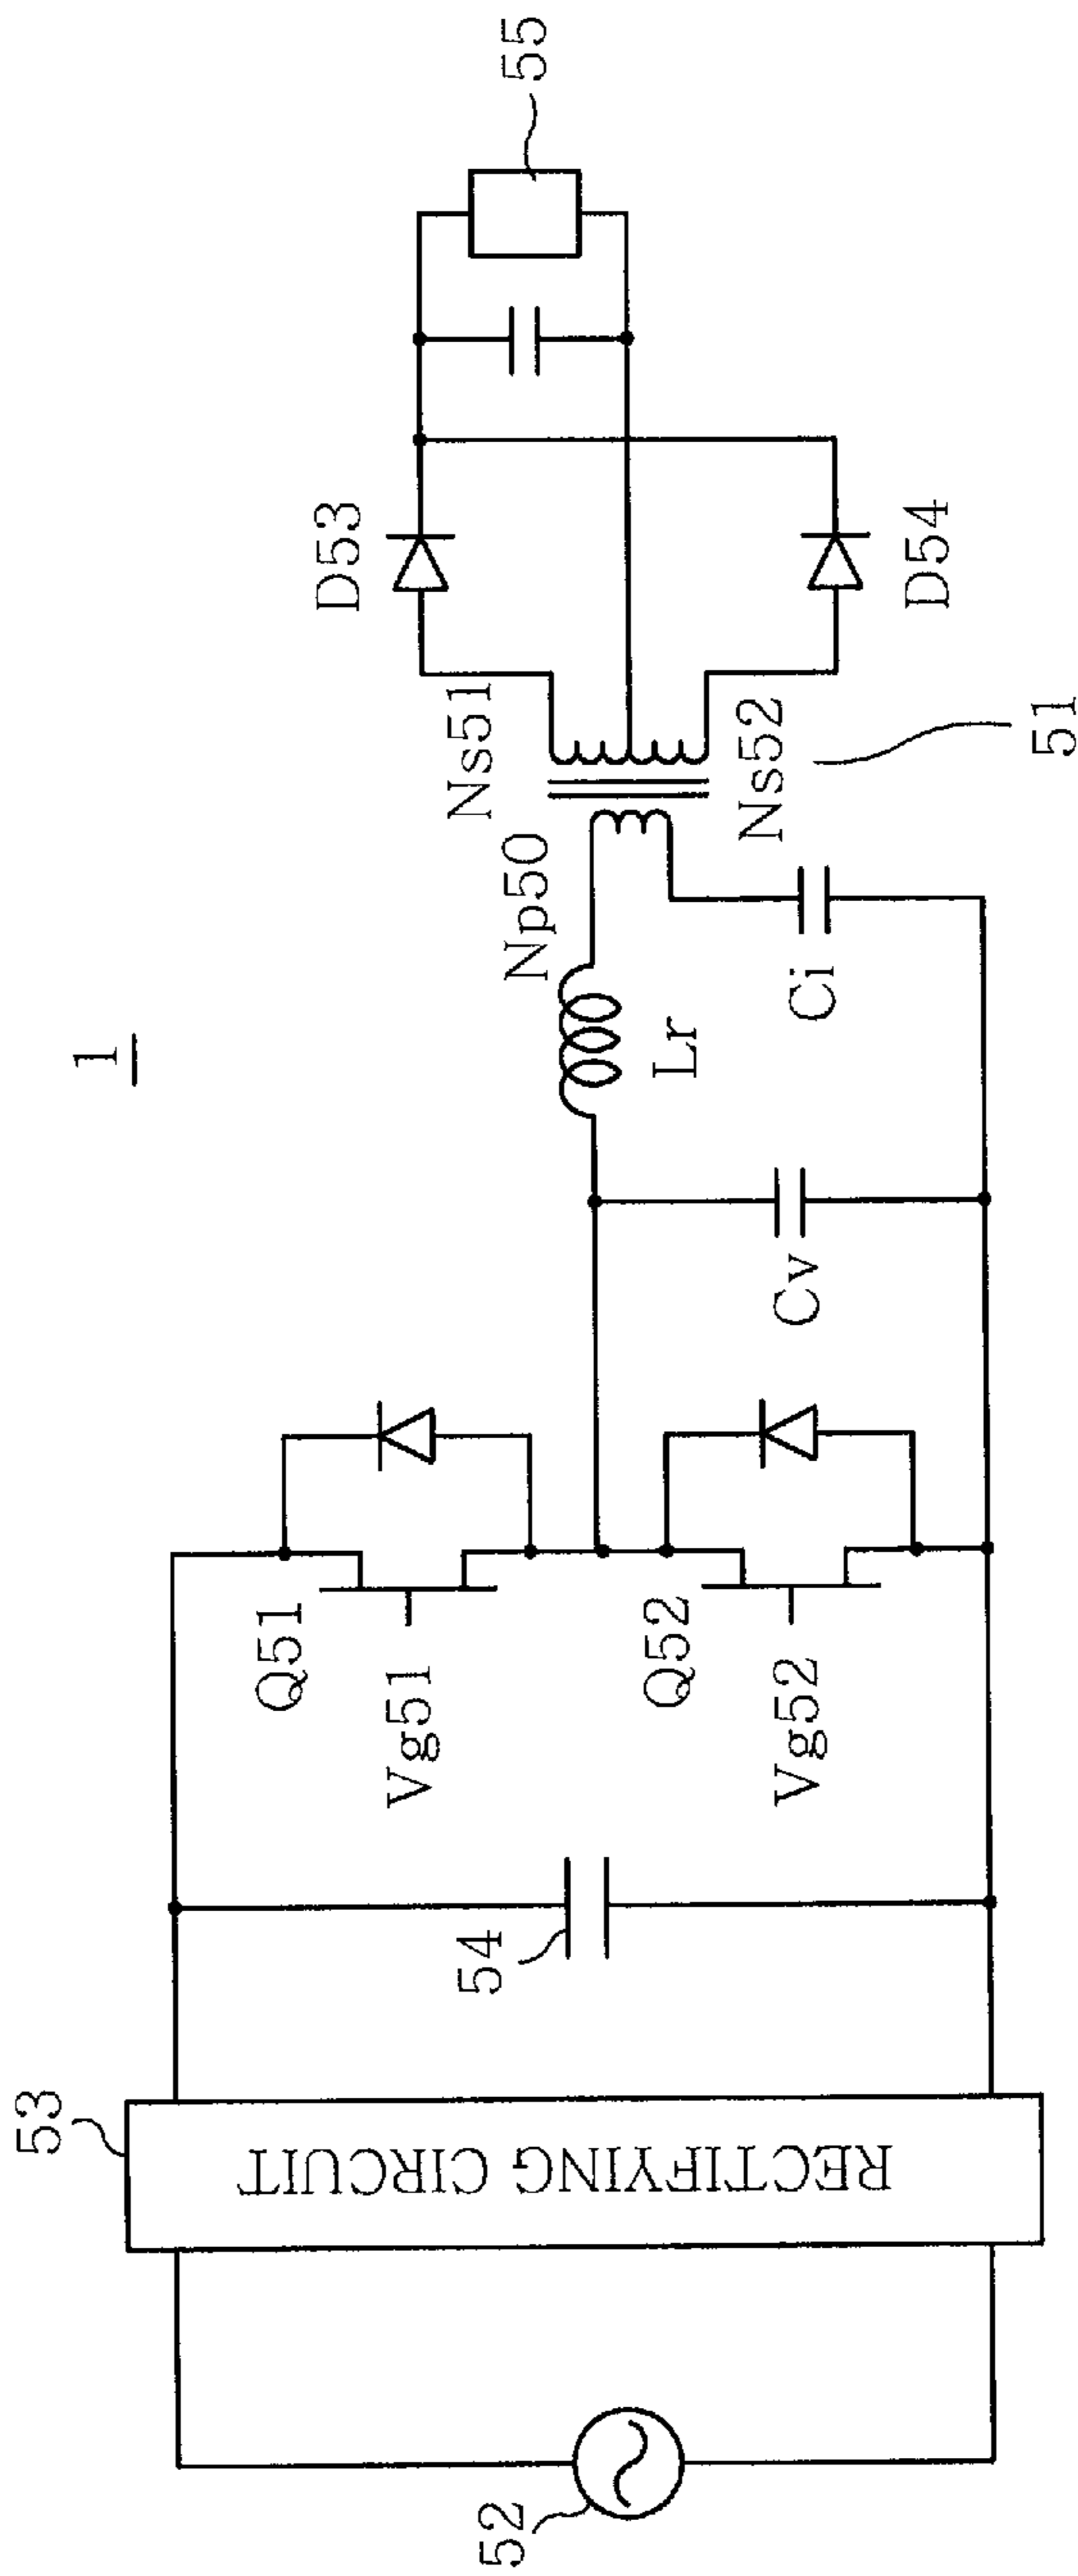 1
53
RECTIFYING CIRCUIT
52
54
Q51
Vg51
Q52
Vg52
Cv
Lr
Ci
Np50
Ns51
Ns52
51
D53
D54
55